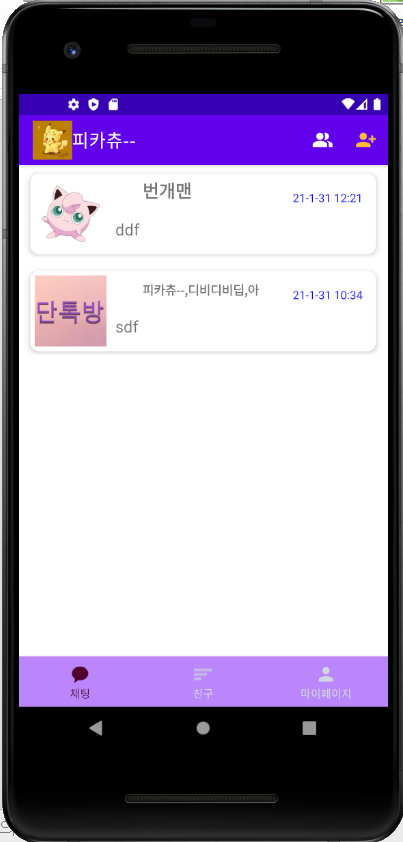 피카츄--
번개맨
21-1-31 12:21
ddf
단톡방
피카츄--,디비디비딥,아
21-1-31 10:34
sdf
채팅
친구
마이페이지